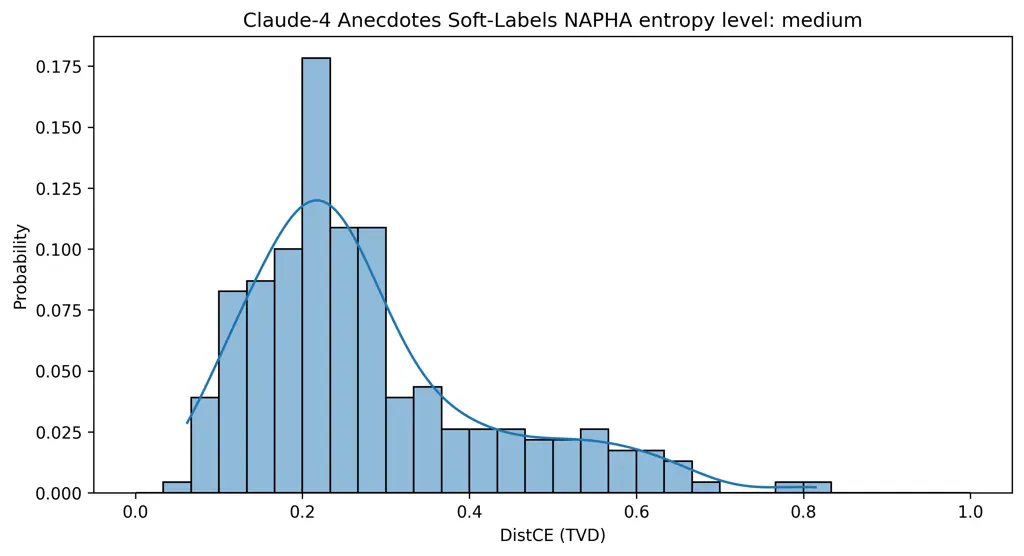 Claude-4 Anecdotes Soft-Labels NAPHA entropy level: medium
Probability
0.175
0.150
0.125
0.100
0.075
0.050
0.025
0.000
0.0 0.2 0.4 0.6 0.8 1.0
DistCE (TVD)